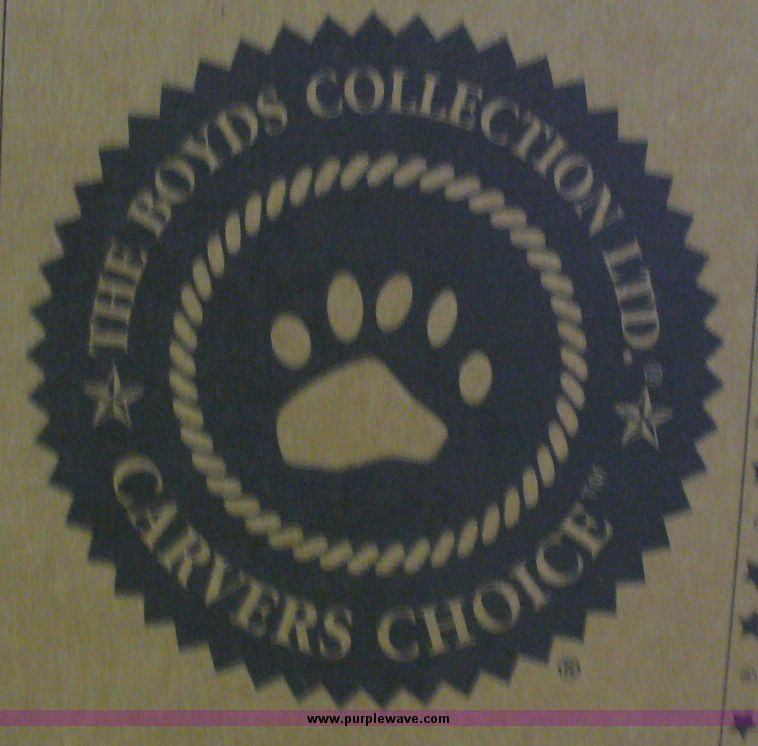 THE BOYDS COLLECTION LTD.®
CARVERS CHOICE™
®
®
www.purplewave.com